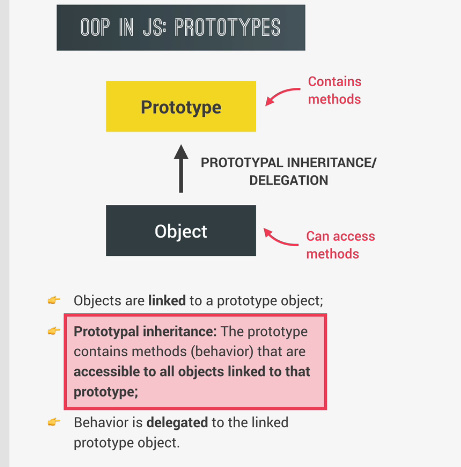 OOP IN JS: PROTOTYPES
Contains
methods
Prototype
PROTOTYPAL INHERITANCE/
DELEGATION
Object
Can access
methods
👉 Objects are linked to a prototype object;
👉 Prototypal inheritance: The prototype
contains methods (behavior) that are
accessible to all objects linked to that
prototype;
👉 Behavior is delegated to the linked
prototype object.